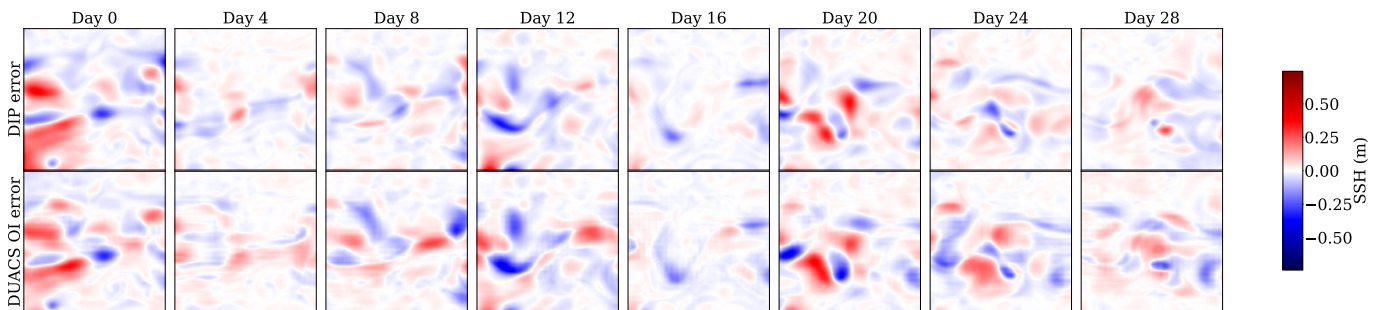 Day 0 Day 4 Day 8 Day 12 Day 16 Day 20 Day 24 Day 28
DIP error
DUACS OI error
0.50
0.25
0.00
−0.25
−0.50
SSH (m)